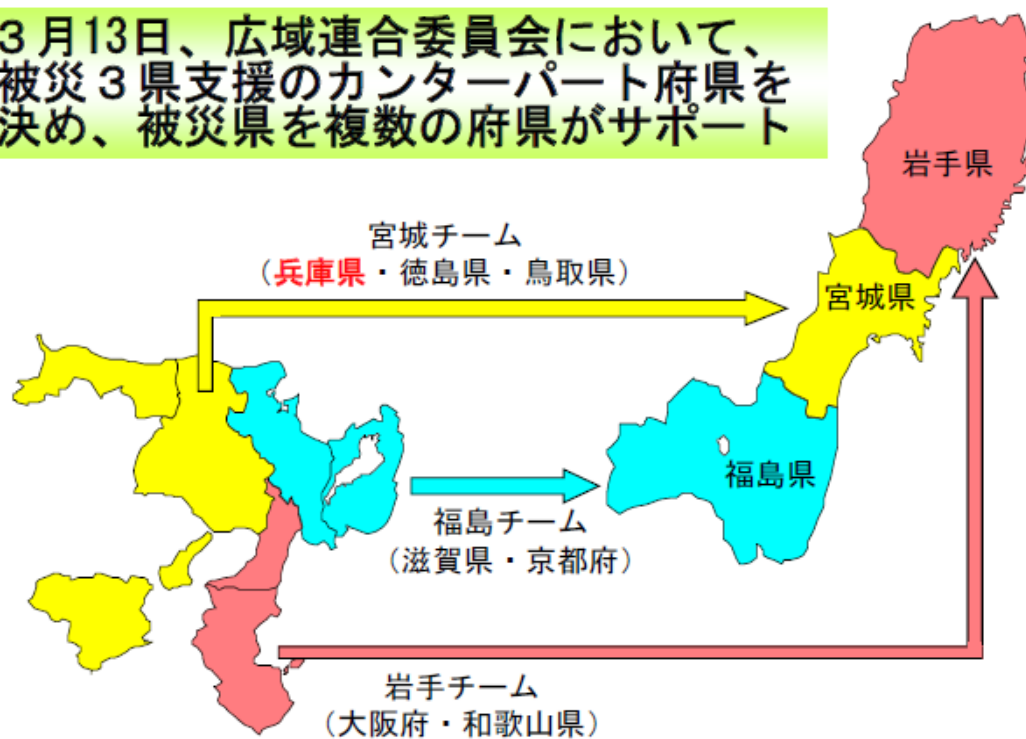 ３月13日、広域連合委員会において、
被災３県支援のカンターパート府県を
決め、被災県を複数の府県がサポート
岩手県
宮城チーム
（兵庫県・徳島県・鳥取県）
宮城県
福島県
福島チーム
（滋賀県・京都府）
岩手チーム
（大阪府・和歌山県）